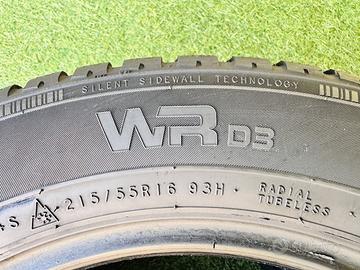 SILENT SIDEWALL TECHNOLOGY
WR D3
215/55R16 93H
RADIAL
TUBELESS